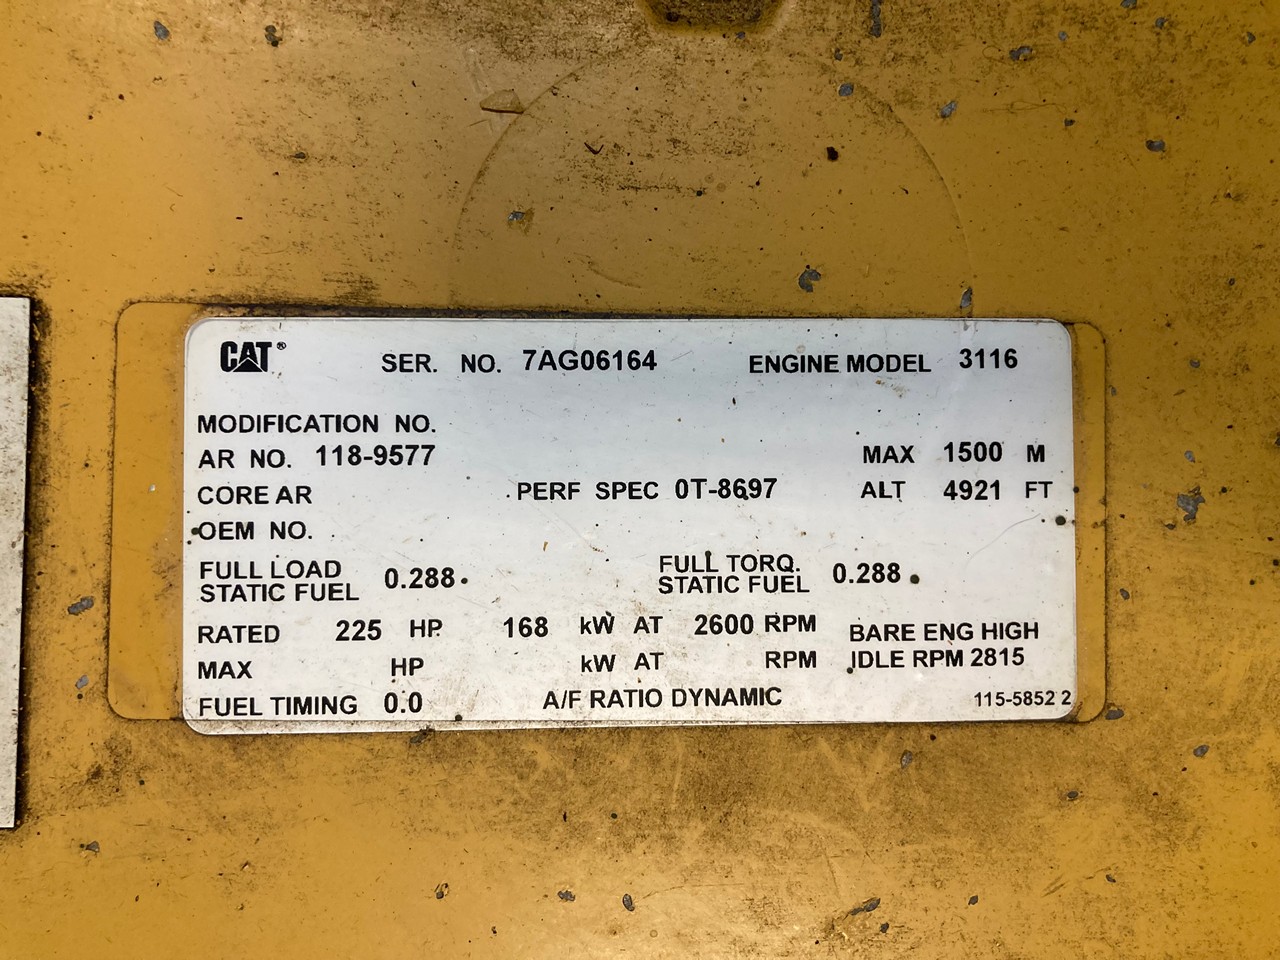 CAT® SER. NO. 7AG06164 ENGINE MODEL 3116
MODIFICATION NO.
AR NO. 118-9577 MAX 1500 M
CORE AR PERF SPEC 0T-8697 ALT 4921 FT
OEM NO.
FULL LOAD FULL TORQ.
STATIC FUEL 0.288 STATIC FUEL 0.288
RATED 225 HP 168 kW AT 2600 RPM BARE ENG HIGH
MAX HP kW AT RPM IDLE RPM 2815
FUEL TIMING 0.0 A/F RATIO DYNAMIC 115-5852 2